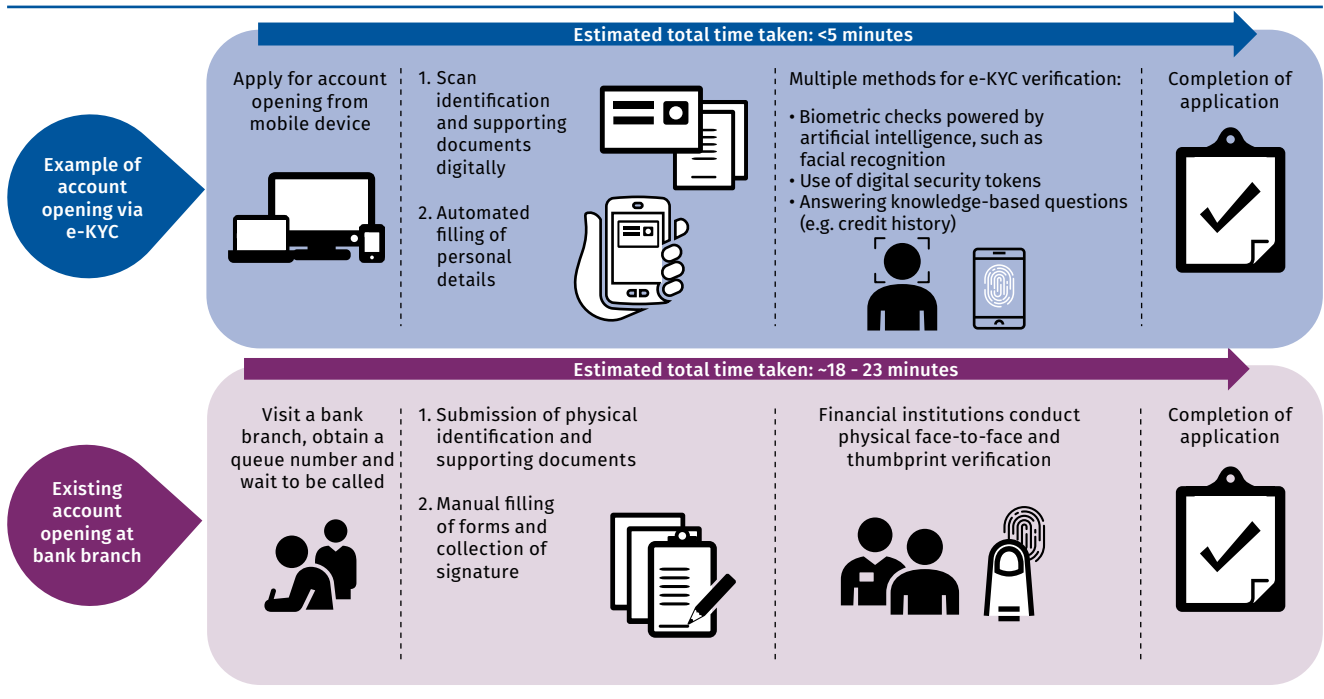 Estimated total time taken: <5 minutes
Example of
account
opening via
e-KYC
Apply for account
opening from
mobile device
1. Scan
identification
and supporting
documents
digitally
2. Automated
filling of
personal
details
Multiple methods for e-KYC verification:
• Biometric checks powered by
artificial intelligence, such as
facial recognition
• Use of digital security tokens
• Answering knowledge-based questions
(e.g. credit history)
Completion of
application
Estimated total time taken: ~18 - 23 minutes
Existing
account
opening at
bank branch
Visit a bank
branch, obtain a
queue number and
wait to be called
1. Submission of physical
identification and
supporting documents
2. Manual filling
of forms and
collection of
signature
Financial institutions conduct
physical face-to-face and
thumbprint verification
Completion of
application